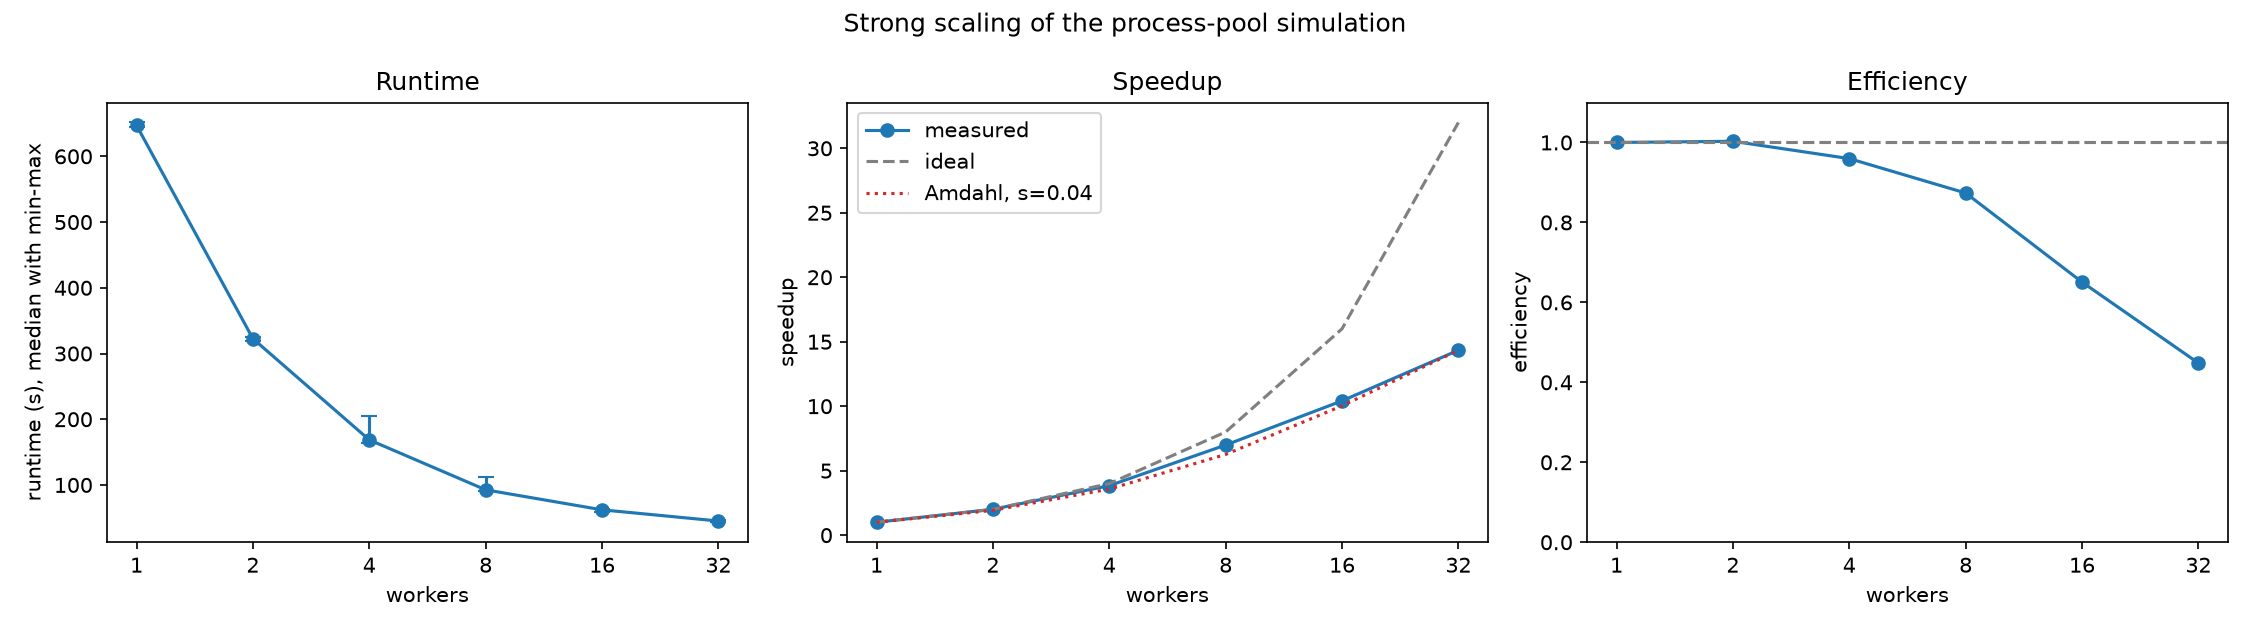 Strong scaling of the process-pool simulation
Runtime
runtime (s), median with min-max
600
500
400
300
200
100
1 2 4 8 16 32
workers
Speedup
measured
ideal
Amdahl, s=0.04
speedup
30
25
20
15
10
5
0
1 2 4 8 16 32
workers
Efficiency
efficiency
1.0
0.8
0.6
0.4
0.2
0.0
1 2 4 8 16 32
workers